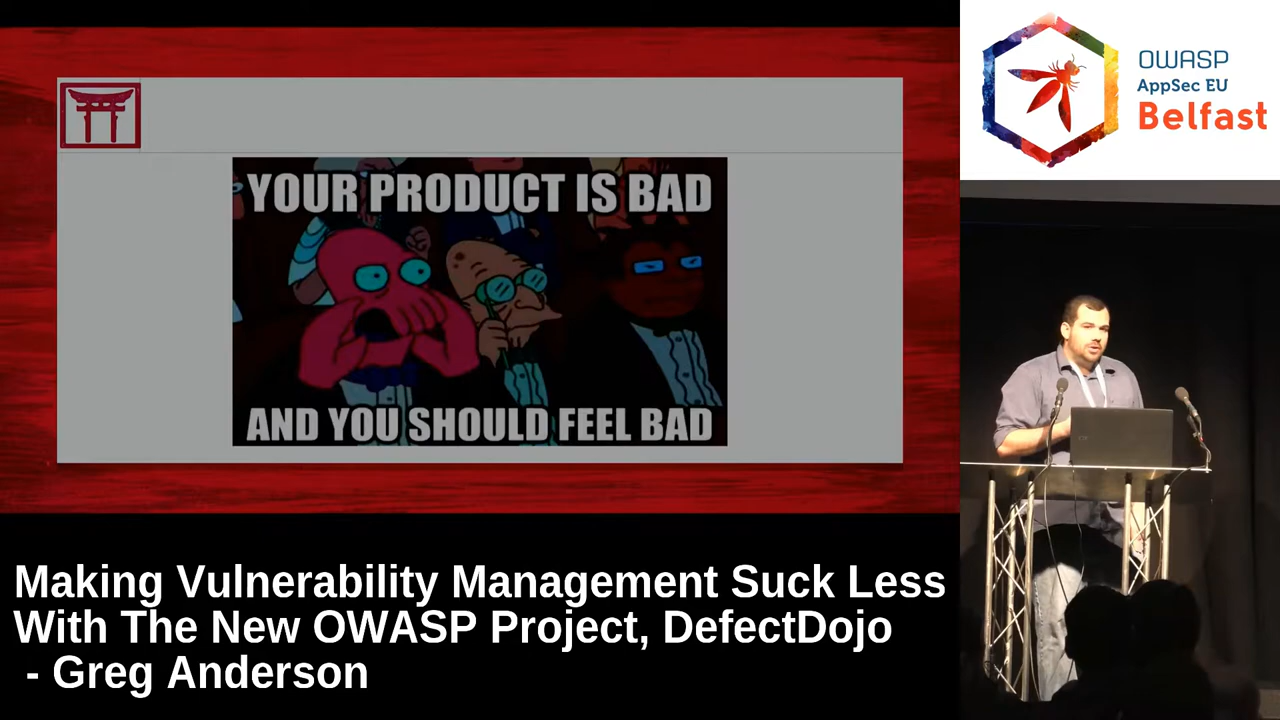 YOUR PRODUCT IS BAD
AND YOU SHOULD FEEL BAD
OWASP
AppSec EU
Belfast
Making Vulnerability Management Suck Less
With The New OWASP Project, DefectDojo
- Greg Anderson